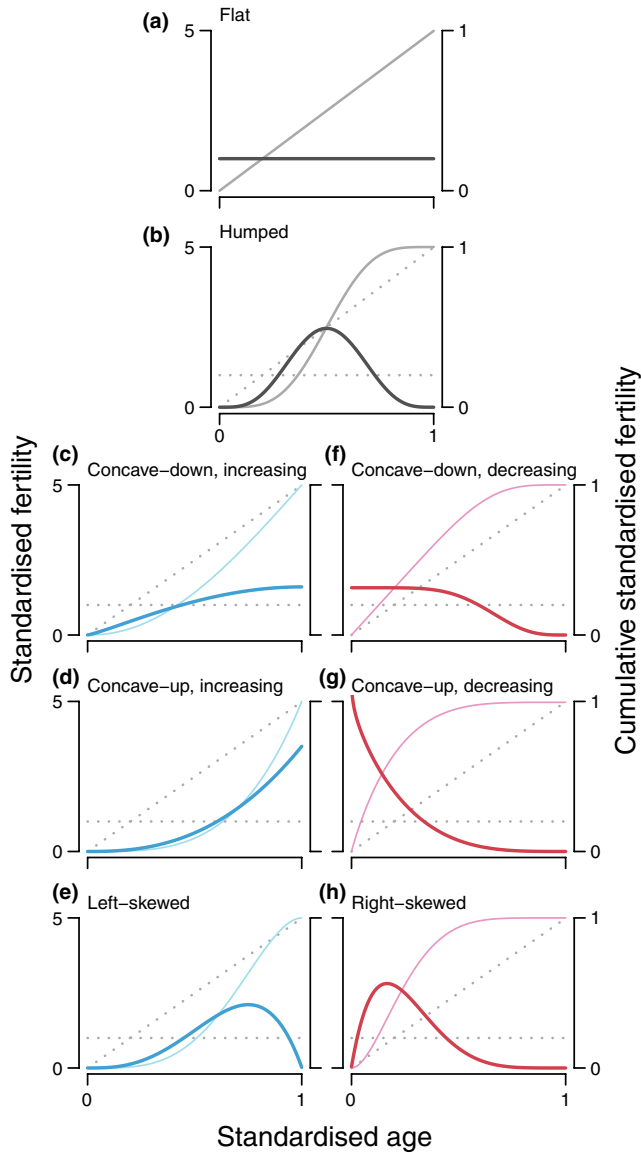 (a) Flat
5
1
0
0
(b) Humped
5
1
0
0
0
1
Standardised fertility
Cumulative standardised fertility
(c) Concave−down, increasing
5
0
(f) Concave−down, decreasing
1
0
(d) Concave−up, increasing
5
0
(g) Concave−up, decreasing
1
0
(e) Left−skewed
5
0
0
1
(h) Right−skewed
1
0
0
1
Standardised age